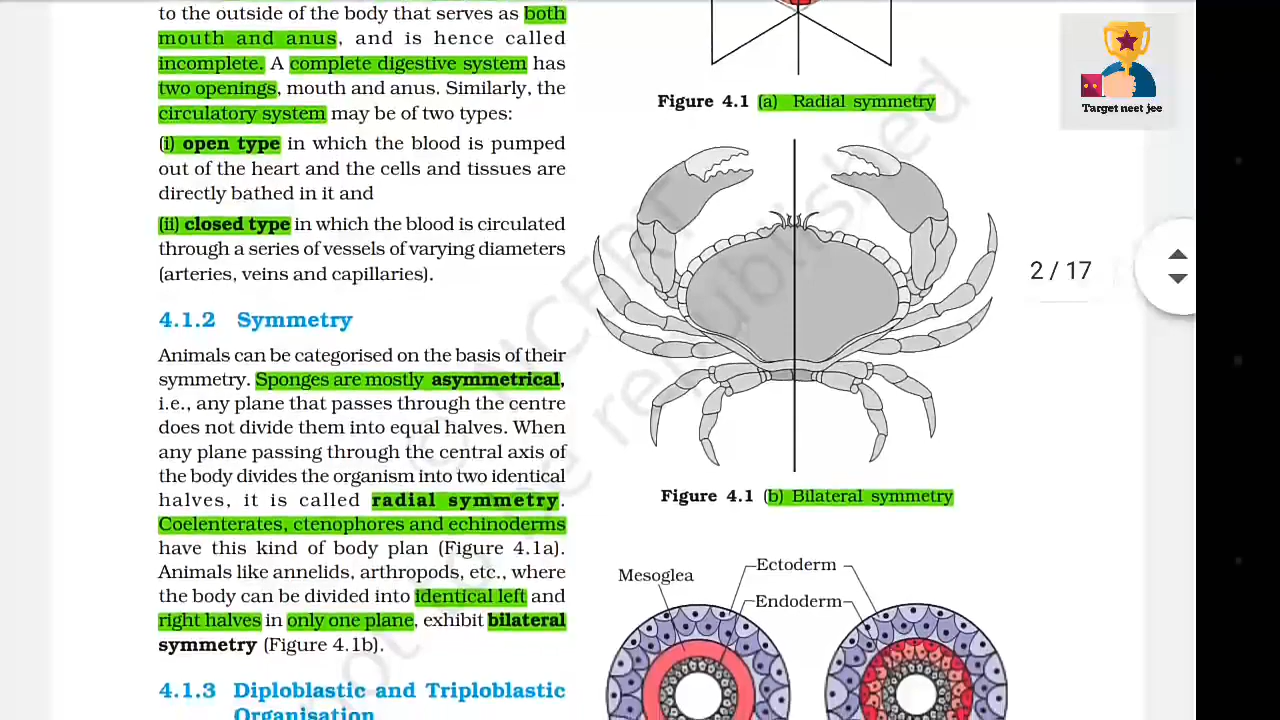 to the outside of the body that serves as both
mouth and anus, and is hence called
incomplete. A complete digestive system has
two openings, mouth and anus. Similarly, the
circulatory system may be of two types:
(i) open type in which the blood is pumped
out of the heart and the cells and tissues are
directly bathed in it and
(ii) closed type in which the blood is circulated
through a series of vessels of varying diameters
(arteries, veins and capillaries).
4.1.2 Symmetry
Animals can be categorised on the basis of their
symmetry. Sponges are mostly asymmetrical,
i.e., any plane that passes through the centre
does not divide them into equal halves. When
any plane passing through the central axis of
the body divides the organism into two identical
halves, it is called radial symmetry.
Coelenterates, ctenophores and echinoderms
have this kind of body plan (Figure 4.1a).
Animals like annelids, arthropods, etc., where
the body can be divided into identical left and
right halves in only one plane, exhibit bilateral
symmetry (Figure 4.1b).
4.1.3 Diploblastic and Triploblastic
Organisation
Figure 4.1 (a) Radial symmetry
Figure 4.1 (b) Bilateral symmetry
Ectoderm
Mesoglea
Endoderm
Target neet jee
2 / 17
© NCERT
not to be republished